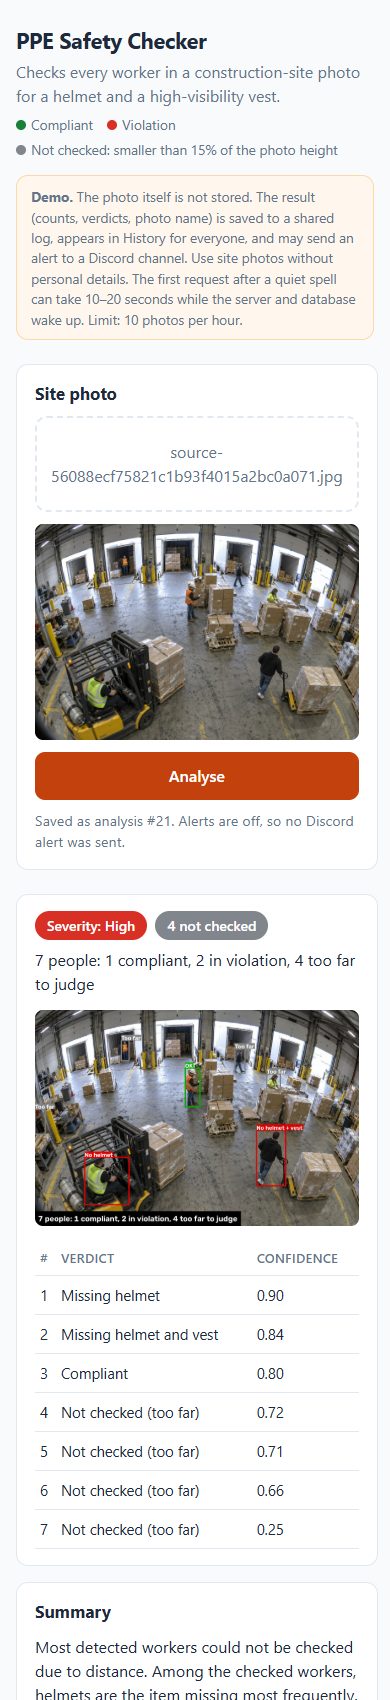 PPE Safety Checker
Checks every worker in a construction-site photo
for a helmet and a high-visibility vest.
Compliant Violation
Not checked: smaller than 15% of the photo height
Demo. The photo itself is not stored. The result
(counts, verdicts, photo name) is saved to a shared
log, appears in History for everyone, and may send an
alert to a Discord channel. Use site photos without
personal details. The first request after a quiet spell
can take 10–20 seconds while the server and database
wake up. Limit: 10 photos per hour.
Site photo
source-
56088ecf75821c1b93f4015a2bc0a071.jpg
Analyse
Saved as analysis #21. Alerts are off, so no Discord
alert was sent.
Severity: High 4 not checked
7 people: 1 compliant, 2 in violation, 4 too far
to judge
Too far
Too far
OK
Too far
Too far
No helmet + vest
No helmet
7 people: 1 compliant, 2 in violation, 4 too far to judge
# VERDICT CONFIDENCE
1 Missing helmet 0.90
2 Missing helmet and vest 0.84
3 Compliant 0.80
4 Not checked (too far) 0.72
5 Not checked (too far) 0.71
6 Not checked (too far) 0.66
7 Not checked (too far) 0.25
Summary
Most detected workers could not be checked
due to distance. Among the checked workers,
helmets are the item missing most frequently,